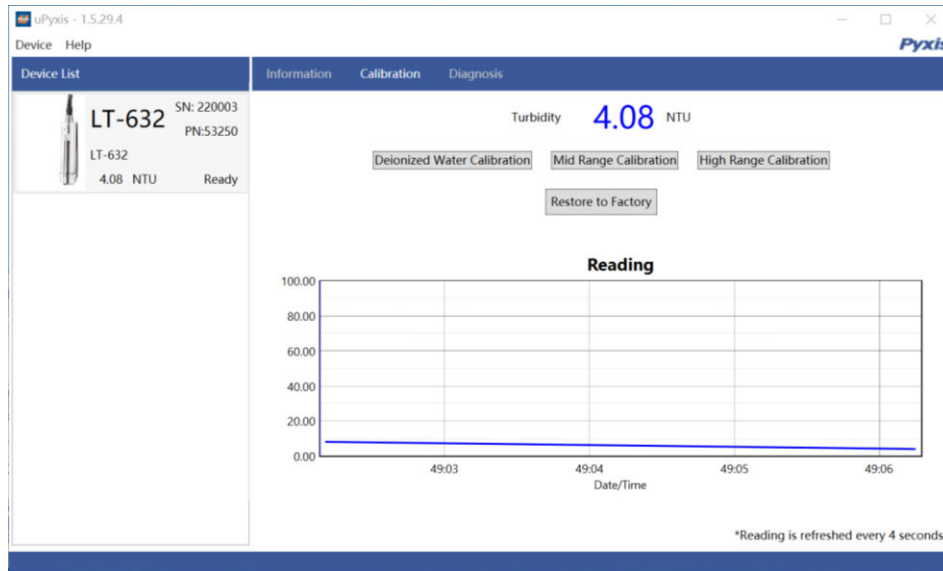 uPyxis - 1.5.29.4
Device Help
Pyxis
Device List
Information Calibration Diagnosis
LT-632
SN: 220003
PN:53250
LT-632
4.08 NTU Ready
Turbidity 4.08 NTU
Deionized Water Calibration Mid Range Calibration High Range Calibration
Restore to Factory
Reading
100.00
80.00
60.00
40.00
20.00
0.00
49:03 49:04 49:05 49:06
Date/Time
*Reading is refreshed every 4 seconds